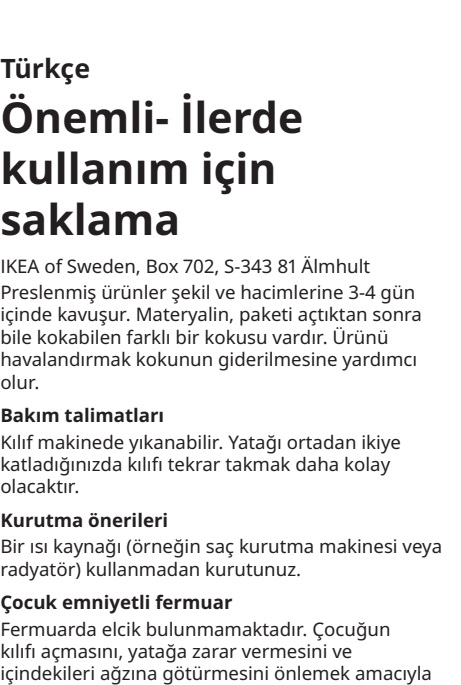 Türkçe
Önemli- İlerde
kullanım için
saklama
IKEA of Sweden, Box 702, S-343 81 Älmhult
Preslenmiş ürünler şekil ve hacimlerine 3-4 gün
içinde kavuşur. Materyalin, paketi açtıktan sonra
bile kokabilen farklı bir kokusu vardır. Ürünü
havalandırmak kokunun giderilmesine yardımcı
olur.
Bakım talimatları
Kılıf makinede yıkanabilir. Yatağı ortadan ikiye
katladığınızda kılıfı tekrar takmak daha kolay
olacaktır.
Kurutma önerileri
Bir ısı kaynağı (örneğin saç kurutma makinesi veya
radyatör) kullanmadan kurutunuz.
Çocuk emniyetli fermuar
Fermuarda elcik bulunmamaktadır. Çocuğun
kılıfı açmasını, yatağa zarar vermesini ve
içindekileri ağzına götürmesini önlemek amacıyla